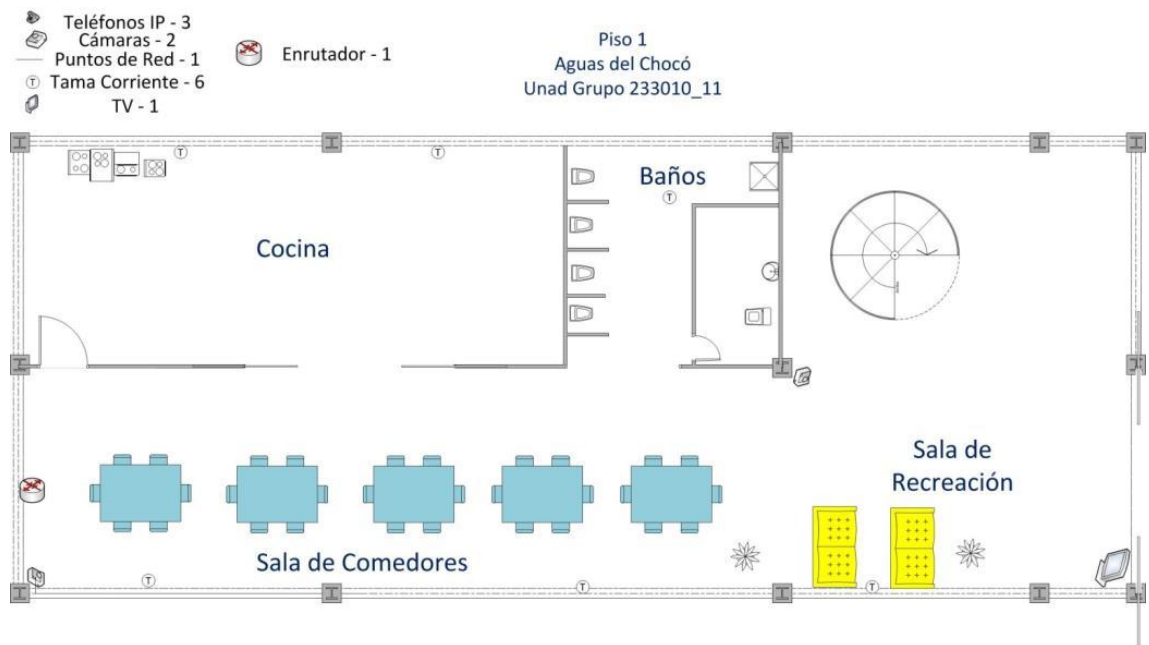 Teléfonos IP - 3
Cámaras - 2
Puntos de Red - 1
Tama Corriente - 6
TV - 1
Enrutador - 1
Piso 1
Aguas del Chocó
Unad Grupo 233010_11
Baños
Cocina
Sala de
Recreación
Sala de Comedores
T
T
T
T
T
T
T